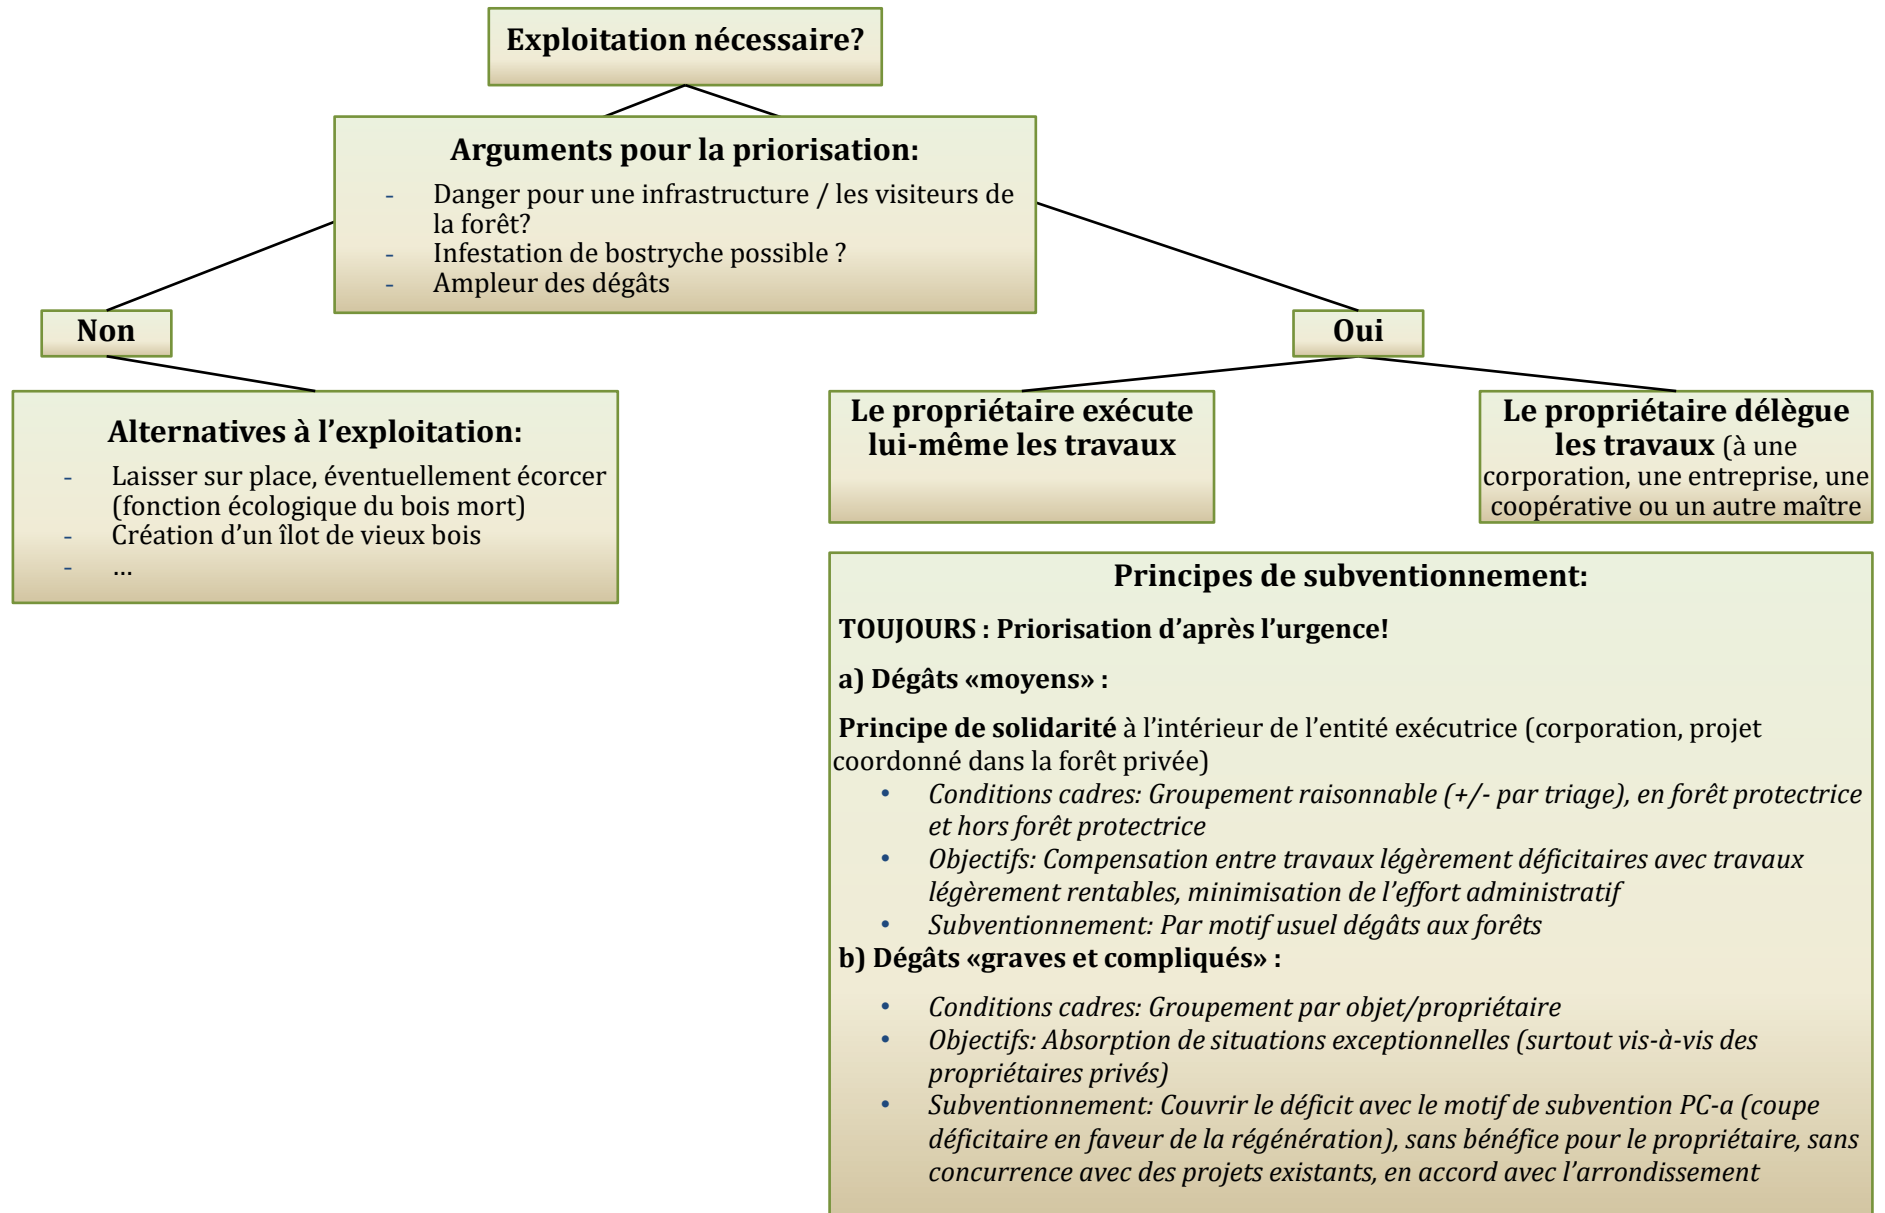 Exploitation nécessaire?
Arguments pour la priorisation:
- Danger pour une infrastructure / les visiteurs de
la forêt?
- Infestation de bostryche possible ?
- Ampleur des dégâts
Non
Oui
Alternatives à l’exploitation:
- Laisser sur place, éventuellement écorcer
(fonction écologique du bois mort)
- Création d’un îlot de vieux bois
- …
Le propriétaire exécute
lui-même les travaux
Le propriétaire délègue
les travaux (à une
corporation, une entreprise, une
coopérative ou un autre maître
Principes de subventionnement:
TOUJOURS : Priorisation d’après l’urgence!
a) Dégâts «moyens» :
Principe de solidarité à l’intérieur de l’entité exécutrice (corporation, projet
coordonné dans la forêt privée)
• Conditions cadres: Groupement raisonnable (+/- par triage), en forêt protectrice
et hors forêt protectrice
• Objectifs: Compensation entre travaux légèrement déficitaires avec travaux
légèrement rentables, minimisation de l’effort administratif
• Subventionnement: Par motif usuel dégâts aux forêts
b) Dégâts «graves et compliqués» :
• Conditions cadres: Groupement par objet/propriétaire
• Objectifs: Absorption de situations exceptionnelles (surtout vis-à-vis des
propriétaires privés)
• Subventionnement: Couvrir le déficit avec le motif de subvention PC-a (coupe
déficitaire en faveur de la régénération), sans bénéfice pour le propriétaire, sans
concurrence avec des projets existants, en accord avec l’arrondissement